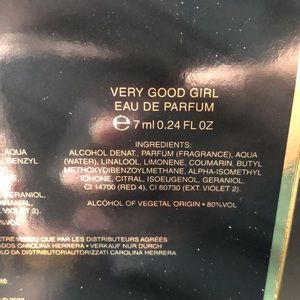 VERY GOOD GIRL
EAU DE PARFUM
℮ 7 ml 0.24 FL OZ
INGREDIENTS:
ALCOHOL DENAT., PARFUM (FRAGRANCE), AQUA
(WATER), LINALOOL, LIMONENE, COUMARIN, BUTYL
METHOXYDIBENZOYLMETHANE, ALPHA-ISOMETHYL
IONONE, CITRAL, ISOEUGENOL, GERANIOL,
CI 14700 (RED 4), CI 60730 (EXT. VIOLET 2).
ALCOHOL OF VEGETAL ORIGIN • 80%VOL
AQUA
BENZYL
GERANIOL,
VIOLET 2).
QUE PAR LES DISTRIBUTEURS AGRÉÉS
CAROLINA HERRERA • VERKAUF NUR DURCH
DA DISTRIBUTORI AUTORIZZATI CAROLINA HERRERA